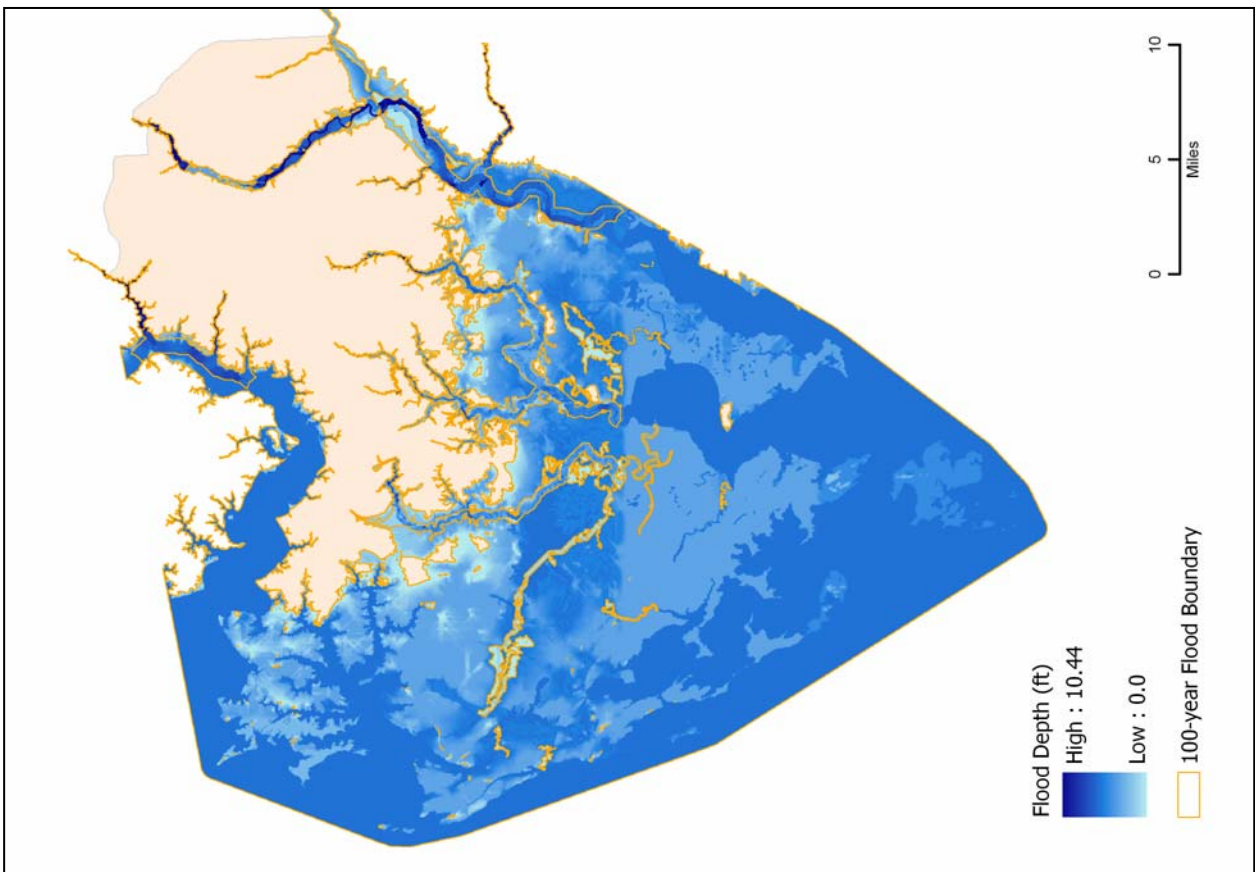 Flood Depth (ft)
High : 10.44
Low : 0.0
100-year Flood Boundary
0 5 10
Miles